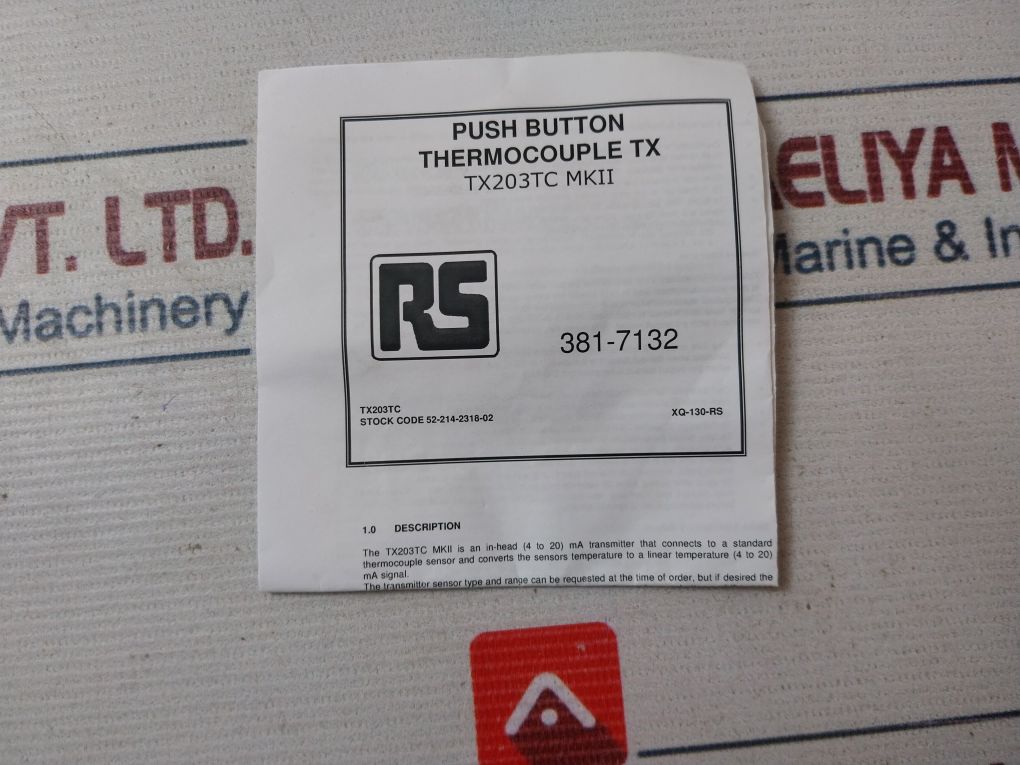 PUSH BUTTON
THERMOCOUPLE TX
TX203TC MKII
RS
381-7132
TX203TC
STOCK CODE 52-214-2318-02
XQ-130-RS
1.0 DESCRIPTION
The TX203TC MKII is an in-head (4 to 20) mA transmitter that connects to a standard
thermocouple sensor and converts the sensors temperature to a linear temperature (4 to 20)
mA signal.
The transmitter sensor type and range can be requested at the time of order, but if desired the
VT. LTD.
Machinery
AELIYA M
Marine & In